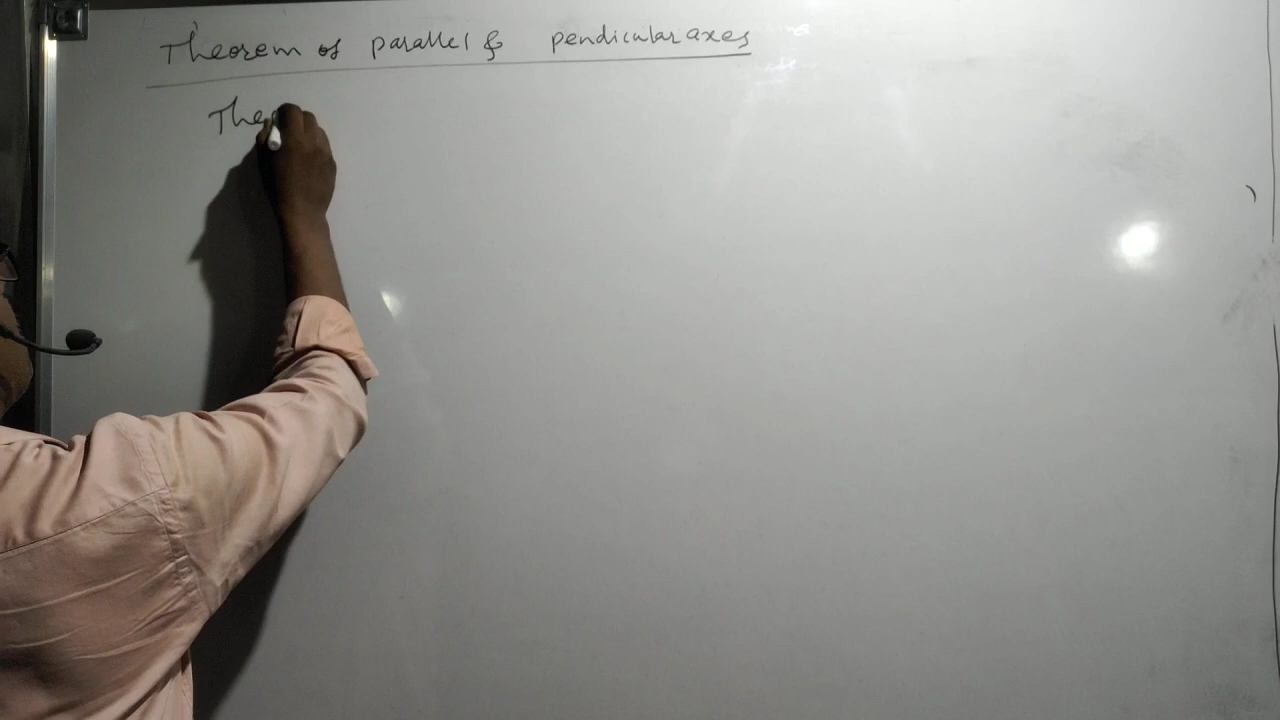 Theorem of parallel & pendicular axes
The